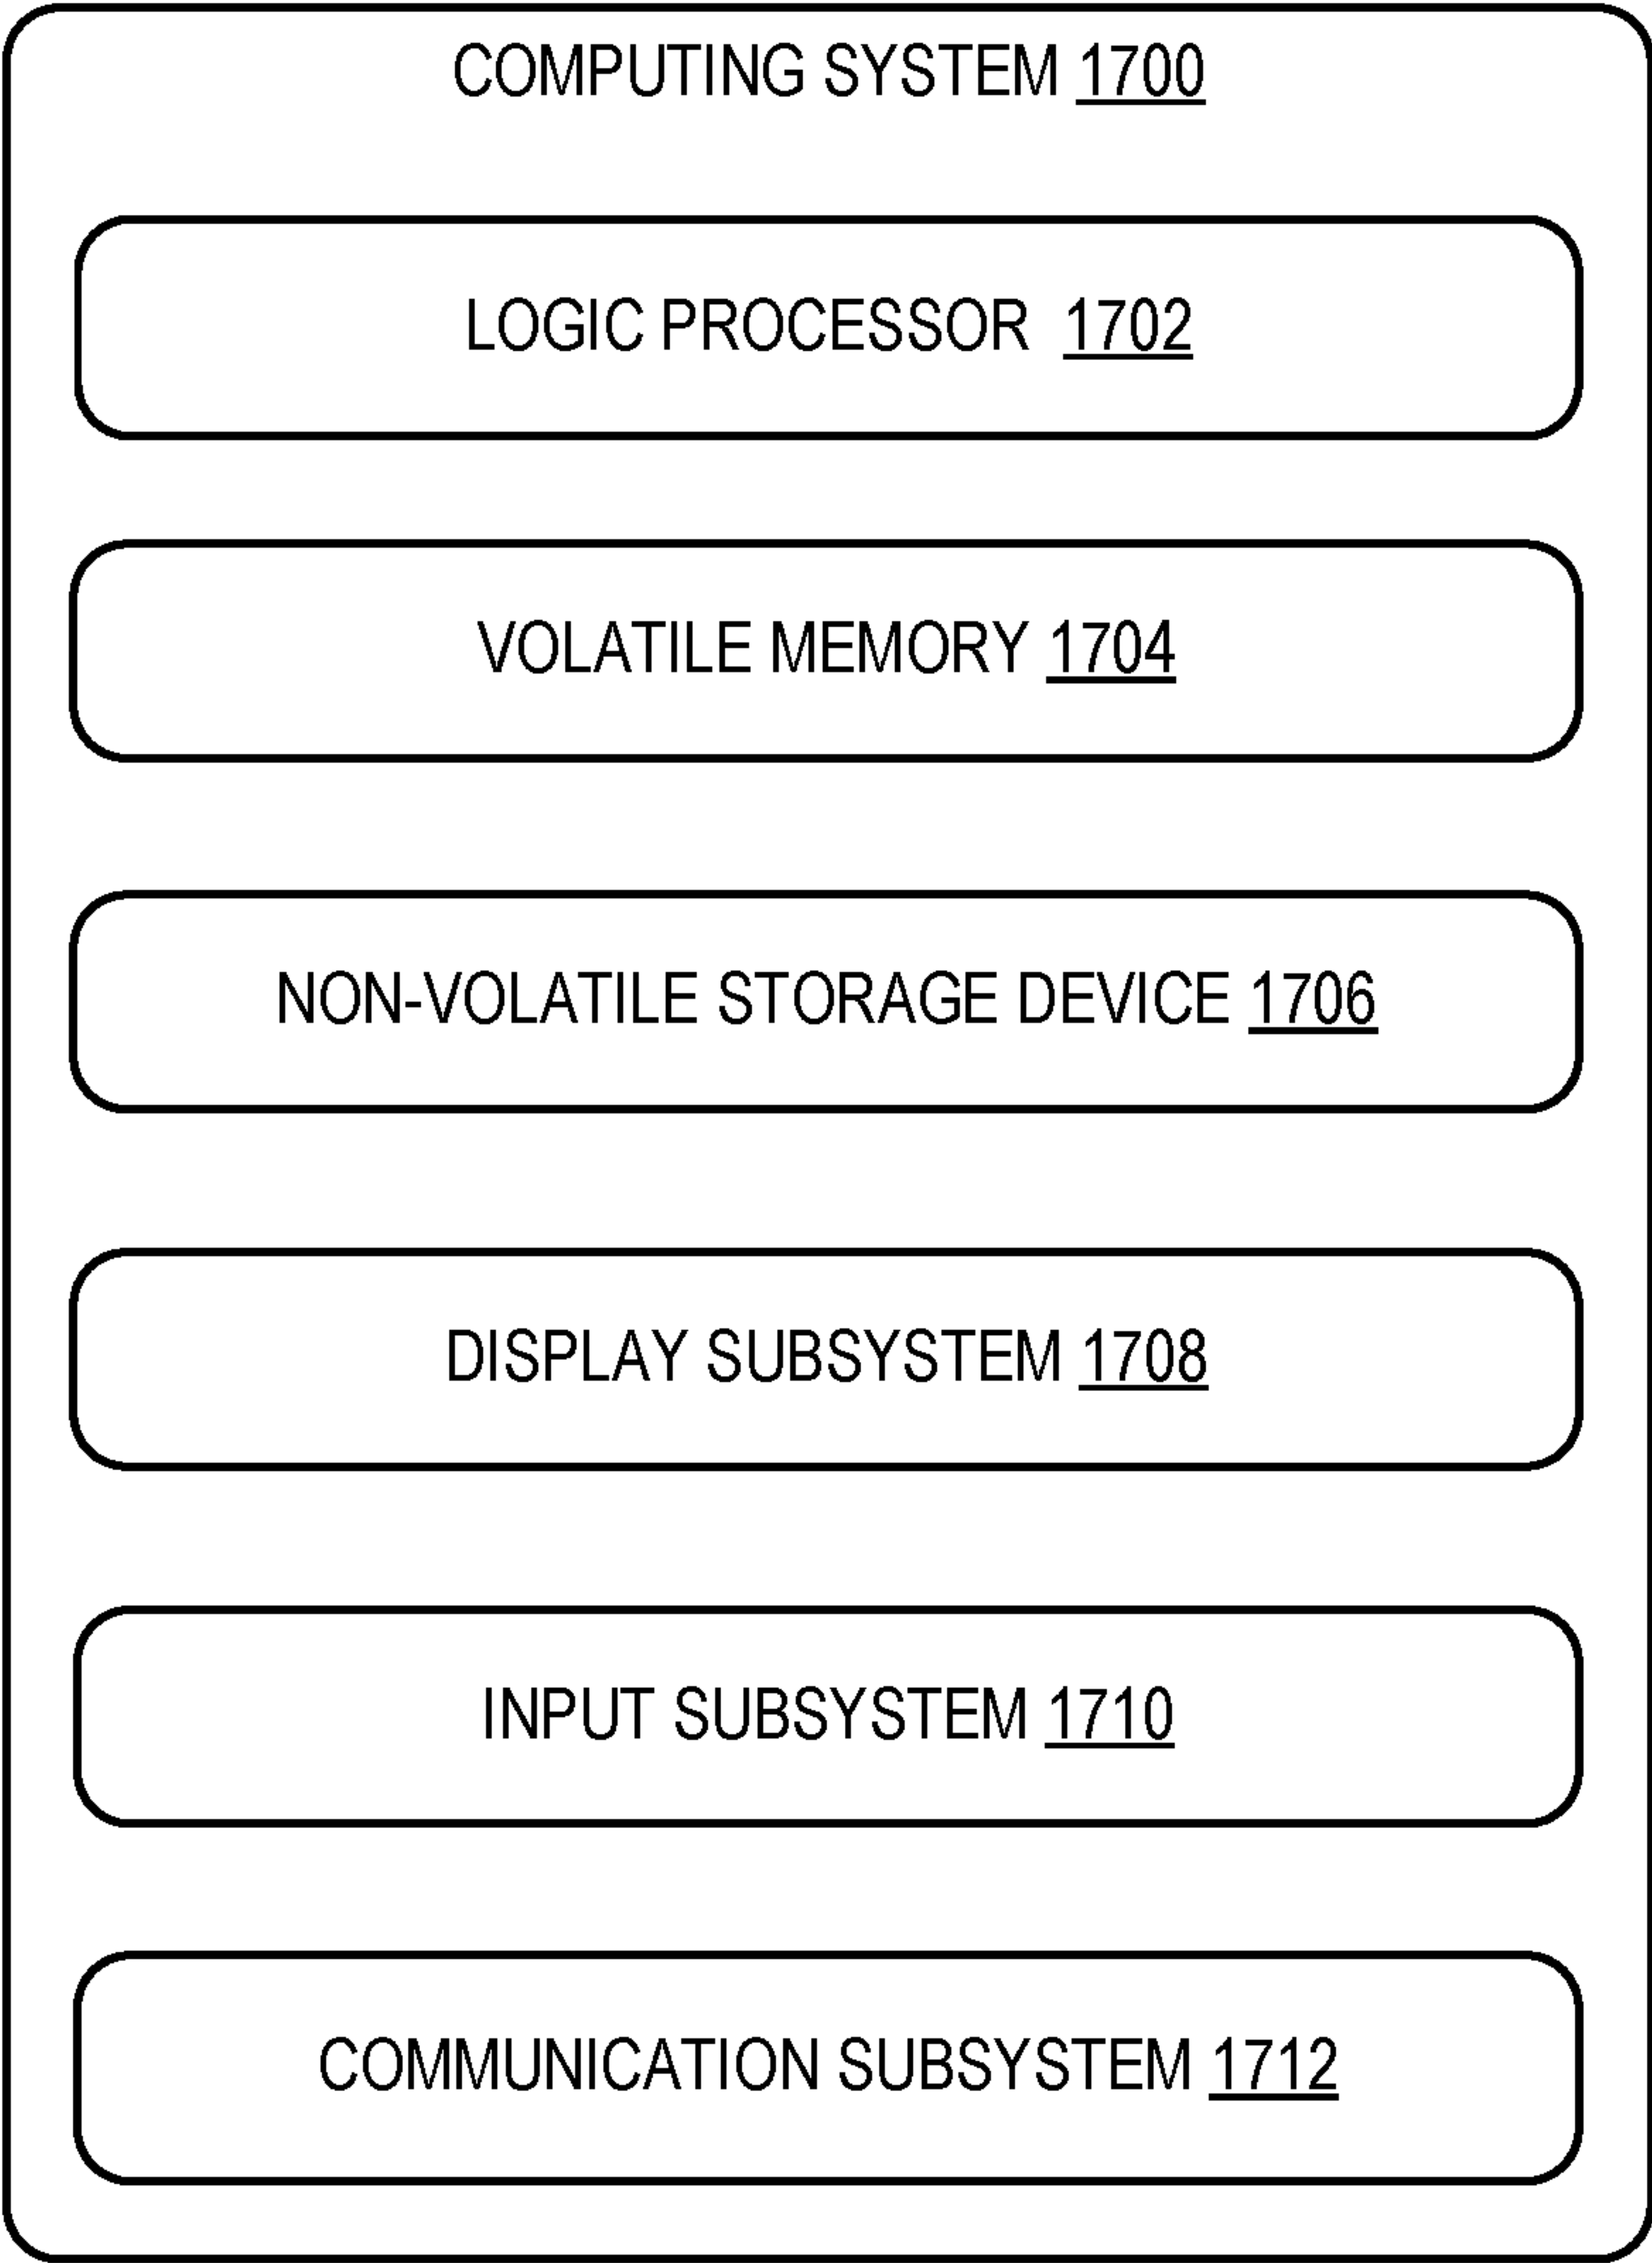 COMPUTING SYSTEM 1700
LOGIC PROCESSOR 1702
VOLATILE MEMORY 1704
NON-VOLATILE STORAGE DEVICE 1706
DISPLAY SUBSYSTEM 1708
INPUT SUBSYSTEM 1710
COMMUNICATION SUBSYSTEM 1712